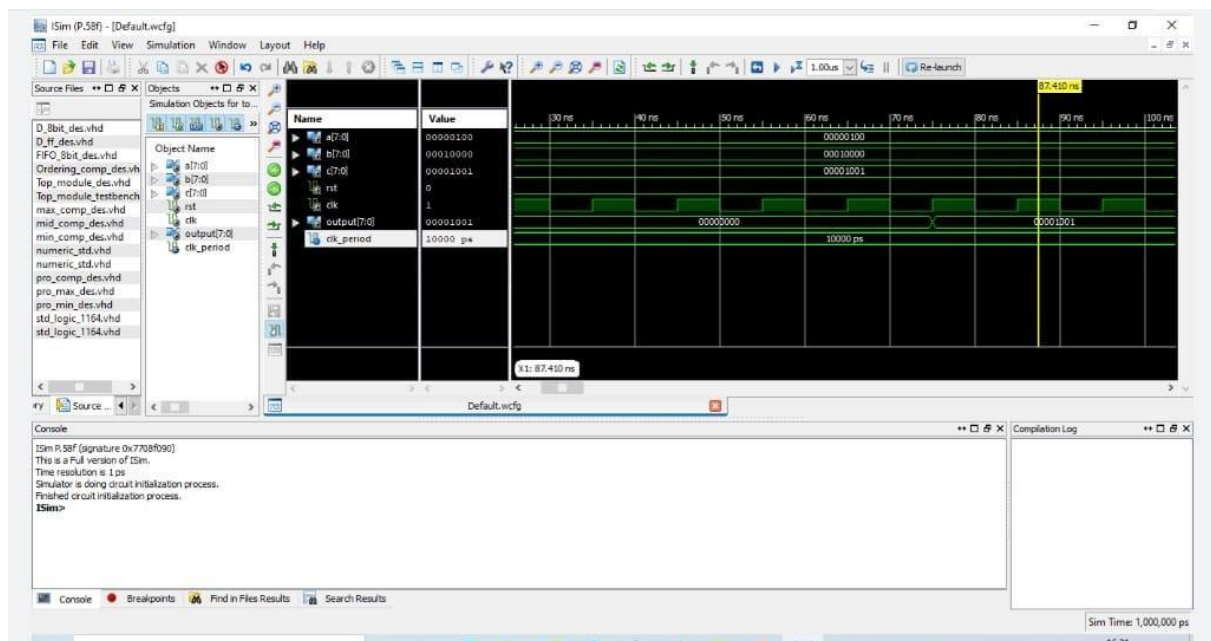 ISim (P.58f) - [Default.wcfg]
File Edit View Simulation Window Layout Help
1.00us Re-launch
Source Files
D_8bit_des.vhd
D_ff_des.vhd
FIFO_8bit_des.vhd
Ordering_comp_des.vh
Top_module_des.vhd
Top_module_testbench
max_comp_des.vhd
mid_comp_des.vhd
min_comp_des.vhd
numeric_std.vhd
numeric_std.vhd
pro_comp_des.vhd
pro_max_des.vhd
pro_min_des.vhd
std_logic_1164.vhd
std_logic_1164.vhd
ry Source ...
Objects
Simulation Objects for to...
Object Name
a[7:0]
b[7:0]
c[7:0]
rst
clk
output[7:0]
clk_period
Name Value
a[7:0] 00000100
b[7:0] 00010000
c[7:0] 00001001
rst 0
clk 1
output[7:0] 00001001
clk_period 10000 ps
87.410 ns
30 ns 40 ns 50 ns 60 ns 70 ns 80 ns 90 ns 100 ns
00000100
00010000
00001001
00000000 00001001
10000 ps
X1: 87.410 ns
Default.wcfg
Console
ISim P.58f (signature 0x7708f090)
This is a Full version of ISim.
Time resolution is 1 ps
Simulator is doing circuit initialization process.
Finished circuit initialization process.
ISim>
Compilation Log
Console Breakpoints Find in Files Results Search Results
Sim Time: 1,000,000 ps